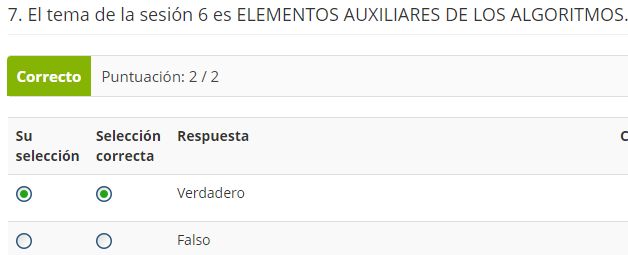 7. El tema de la sesión 6 es ELEMENTOS AUXILIARES DE LOS ALGORITMOS.
Correcto Puntuación: 2 / 2
Su selección Selección correcta Respuesta C
Verdadero
Falso